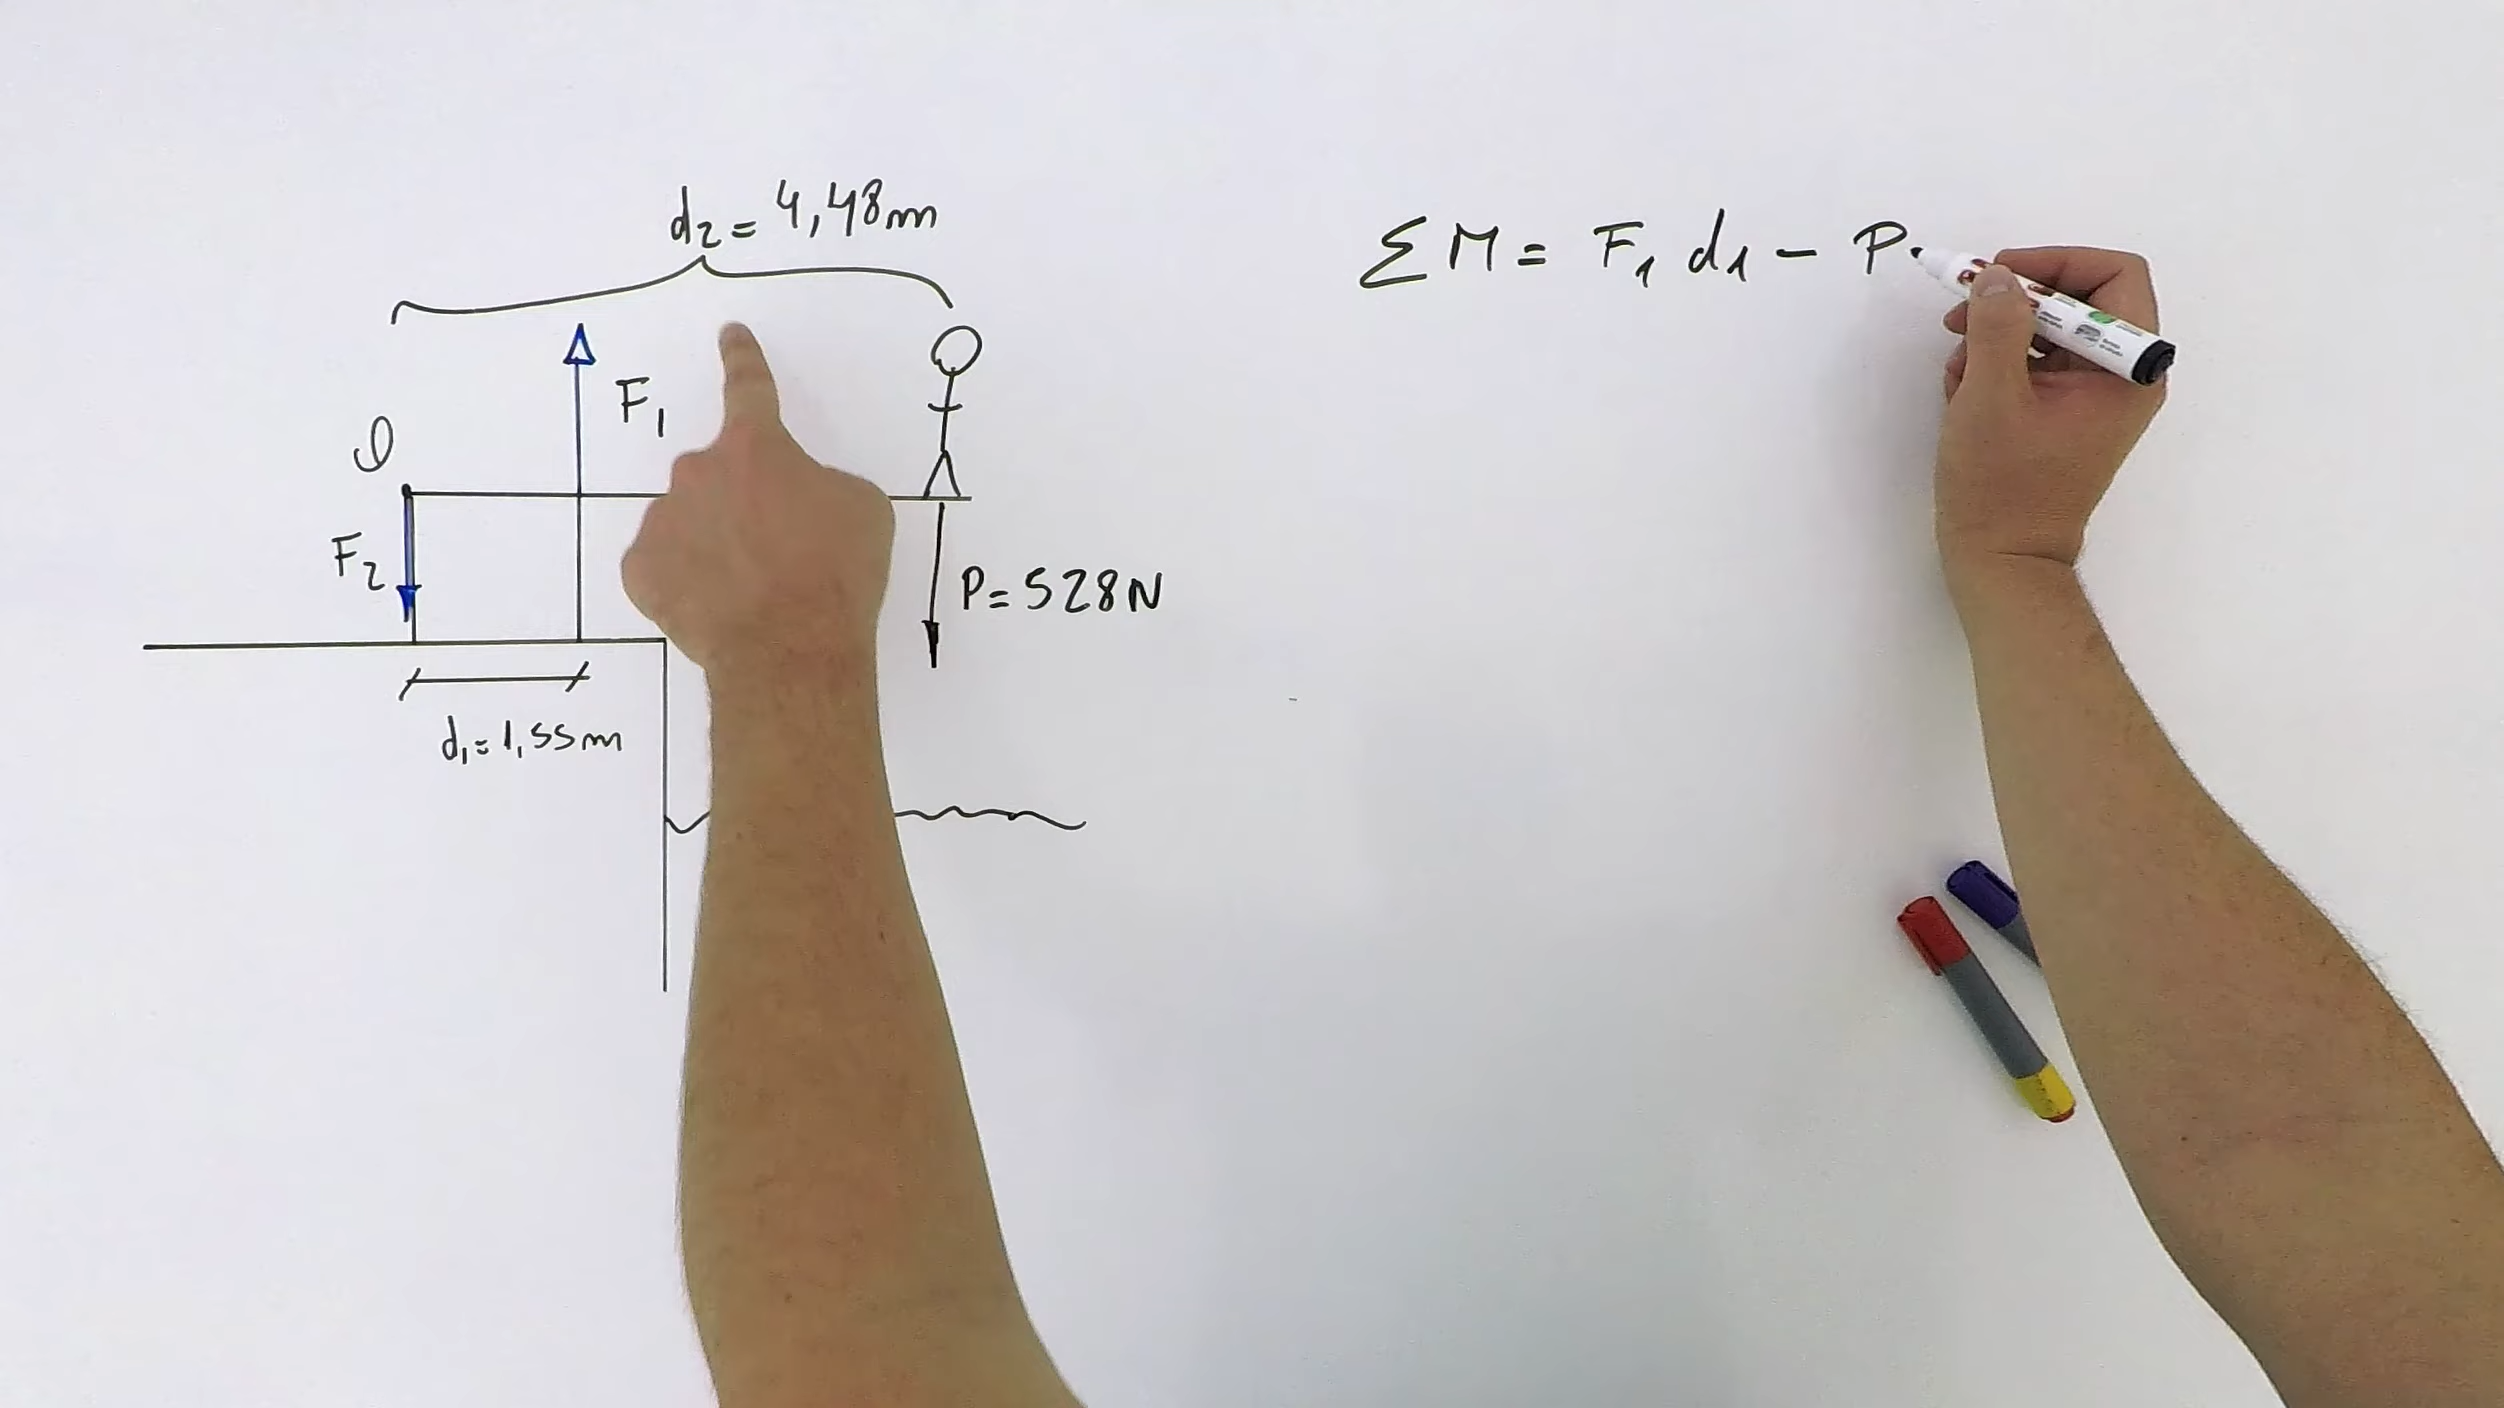 d2 = 4,48m
ΣM = F1 d1 - P.
F1
O
F2
P = 528N
d1 = 1,55m